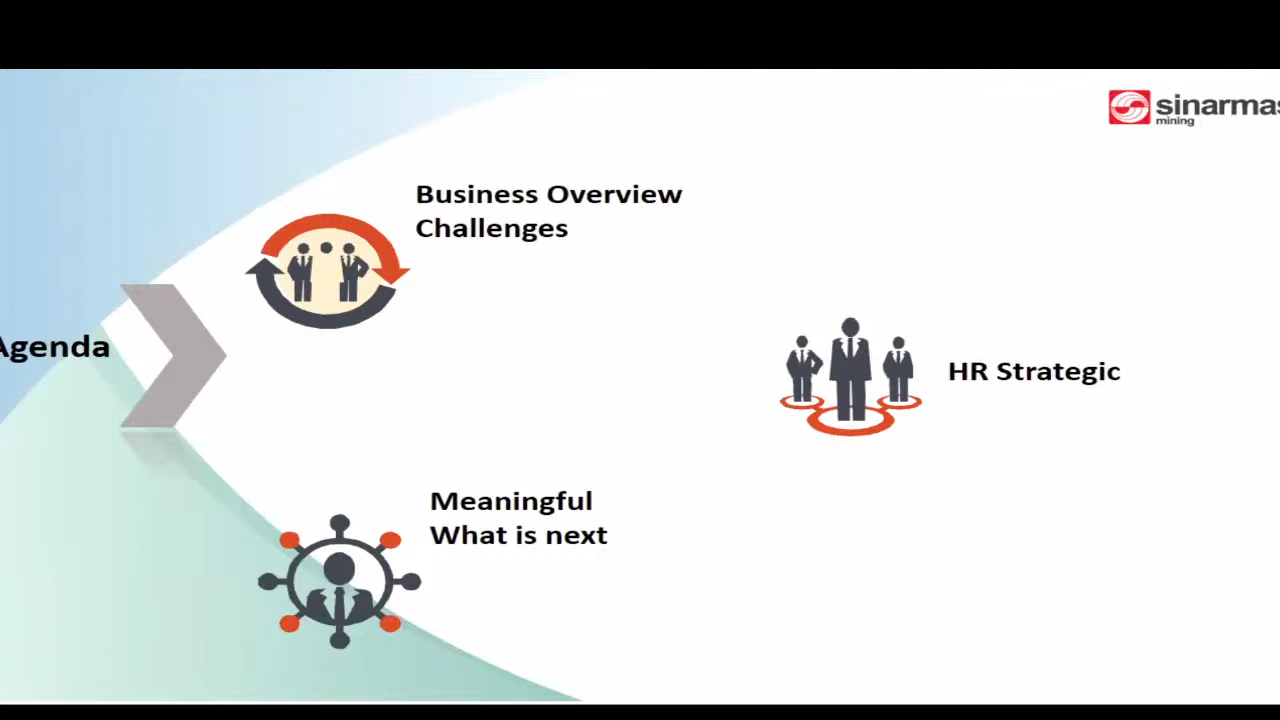 sinarmas
mining
Business Overview
Challenges
Agenda
HR Strategic
Meaningful
What is next